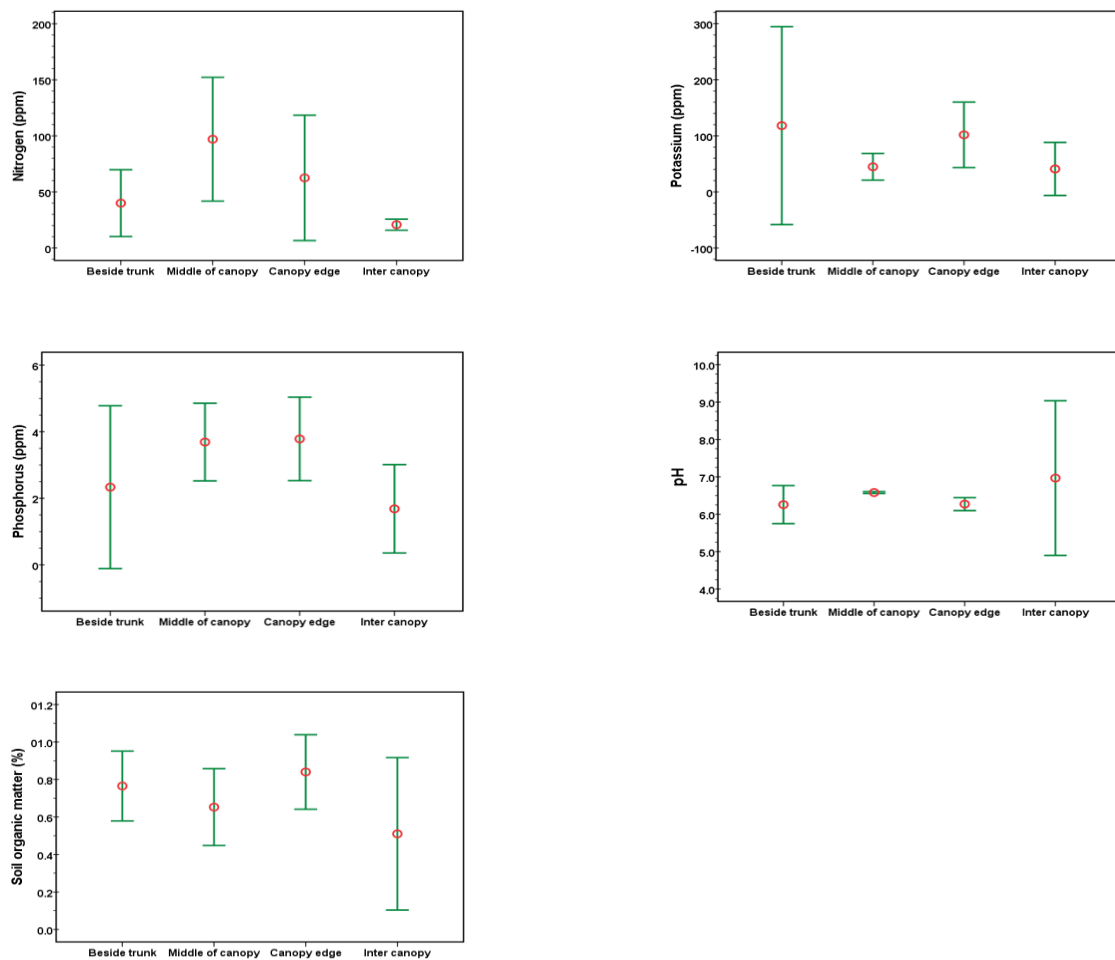 Nitrogen (ppm)
200
150
100
50
0
Beside trunk Middle of canopy Canopy edge Inter canopy
Potassium (ppm)
300
200
100
0
-100
Beside trunk Middle of canopy Canopy edge Inter canopy
Phosphorus (ppm)
6
4
2
0
Beside trunk Middle of canopy Canopy edge Inter canopy
pH
10.0
9.0
8.0
7.0
6.0
5.0
4.0
Beside trunk Middle of canopy Canopy edge Inter canopy
Soil organic matter (%)
01.2
01.0
0.8
0.6
0.4
0.2
0.0
Beside trunk Middle of canopy Canopy edge Inter canopy